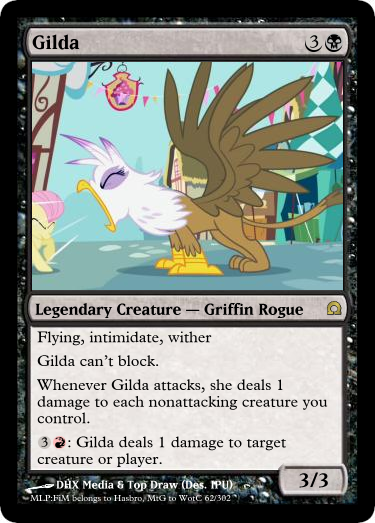 Gilda 3
Legendary Creature — Griffin Rogue
Flying, intimidate, wither
Gilda can't block.
Whenever Gilda attacks, she deals 1
damage to each nonattacking creature you
control.
3 : Gilda deals 1 damage to target
creature or player.
3/3
DHX Media & Top Draw (Des. IPU)
MLP:FiM belongs to Hasbro, MtG to WotC 62/302